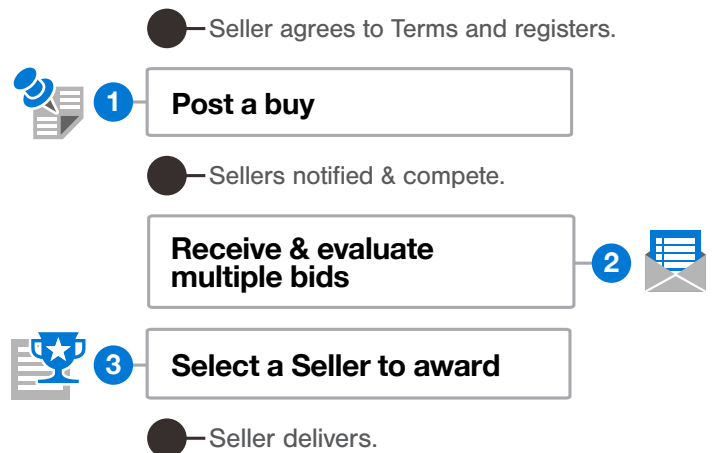 Seller agrees to Terms and registers.
1
Post a buy
Sellers notified & compete.
Receive & evaluate
multiple bids
2
3
Select a Seller to award
Seller delivers.